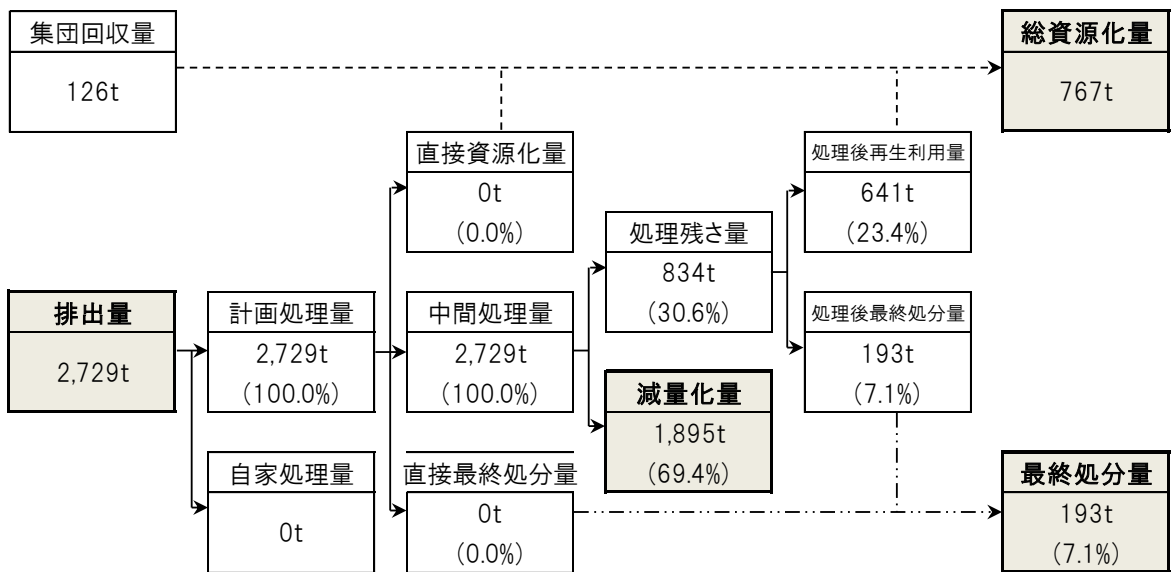 集団回収量
126t
総資源化量
767t
直接資源化量
0t
(0.0%)
処理後再生利用量
641t
(23.4%)
処理残さ量
834t
(30.6%)
排出量
2,729t
計画処理量
2,729t
(100.0%)
中間処理量
2,729t
(100.0%)
処理後最終処分量
193t
(7.1%)
減量化量
1,895t
(69.4%)
自家処理量
0t
直接最終処分量
0t
(0.0%)
最終処分量
193t
(7.1%)